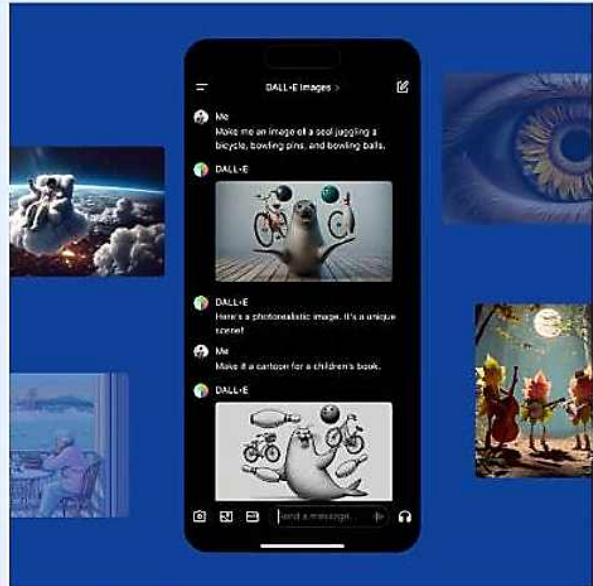 DALL·E Images >
Me
Make me an image of a seal juggling a
bicycle, bowling pins, and bowling balls.
DALL·E
DALL·E
Here's a photorealistic image. It's a unique
scene!
Me
Make it a cartoon for a children's book.
DALL·E
Send a message...